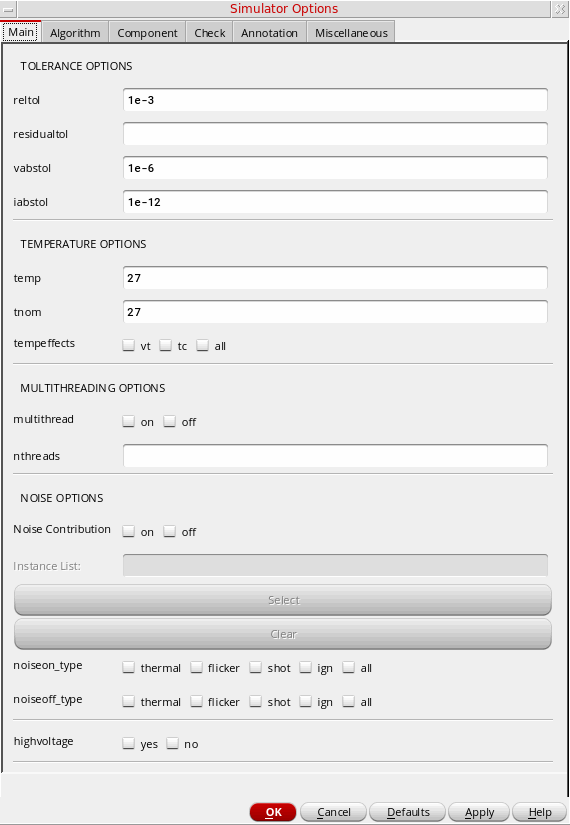 Simulator Options
Main Algorithm Component Check Annotation Miscellaneous
TOLERANCE OPTIONS
reltol 1e-3
residualtol
vabstol 1e-6
iabstol 1e-12
TEMPERATURE OPTIONS
temp 27
tnom 27
tempeffects vt tc all
MULTITHREADING OPTIONS
multithread on off
nthreads
NOISE OPTIONS
Noise Contribution on off
Instance List:
Select
Clear
noiseon_type thermal flicker shot ign all
noiseoff_type thermal flicker shot ign all
highvoltage yes no
OK Cancel Defaults Apply Help